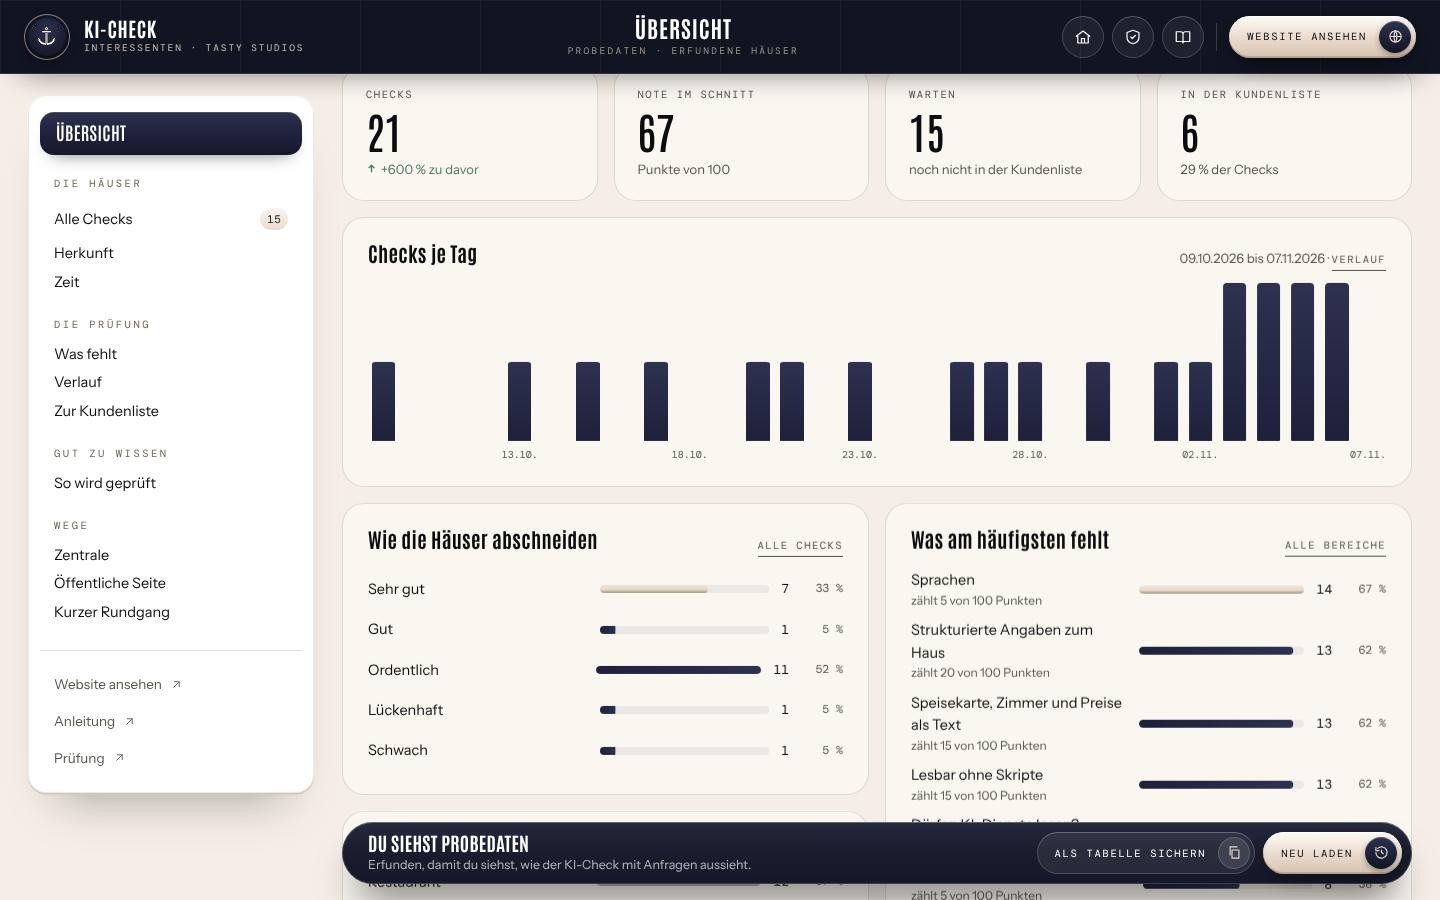 KI-CHECK
INTERESSENTEN · TASTY STUDIOS
ÜBERSICHT
PROBEDATEN · ERFUNDENE HÄUSER
WEBSITE ANSEHEN
ÜBERSICHT
DIE HÄUSER
Alle Checks 15
Herkunft
Zeit
DIE PRÜFUNG
Was fehlt
Verlauf
Zur Kundenliste
GUT ZU WISSEN
So wird geprüft
WEGE
Zentrale
Öffentliche Seite
Kurzer Rundgang
Website ansehen
Anleitung
Prüfung
CHECKS
21
↑ +600 % zu davor
NOTE IM SCHNITT
67
Punkte von 100
WARTEN
15
noch nicht in der Kundenliste
IN DER KUNDENLISTE
6
29 % der Checks
Checks je Tag
09.10.2026 bis 07.11.2026 · VERLAUF
13.10. 18.10. 23.10. 28.10. 02.11. 07.11.
Wie die Häuser abschneiden
ALLE CHECKS
Sehr gut 7 33 %
Gut 1 5 %
Ordentlich 11 52 %
Lückenhaft 1 5 %
Schwach 1 5 %
Was am häufigsten fehlt
ALLE BEREICHE
Sprachen
zählt 5 von 100 Punkten
14 67 %
Strukturierte Angaben zum
Haus
zählt 20 von 100 Punkten
13 62 %
Speisekarte, Zimmer und Preise
als Text
zählt 15 von 100 Punkten
13 62 %
Lesbar ohne Skripte
zählt 15 von 100 Punkten
13 62 %
DU SIEHST PROBEDATEN
Erfunden, damit du siehst, wie der KI-Check mit Anfragen aussieht.
ALS TABELLE SICHERN
NEU LADEN
Restaurant
zählt 5 von 100 Punkten